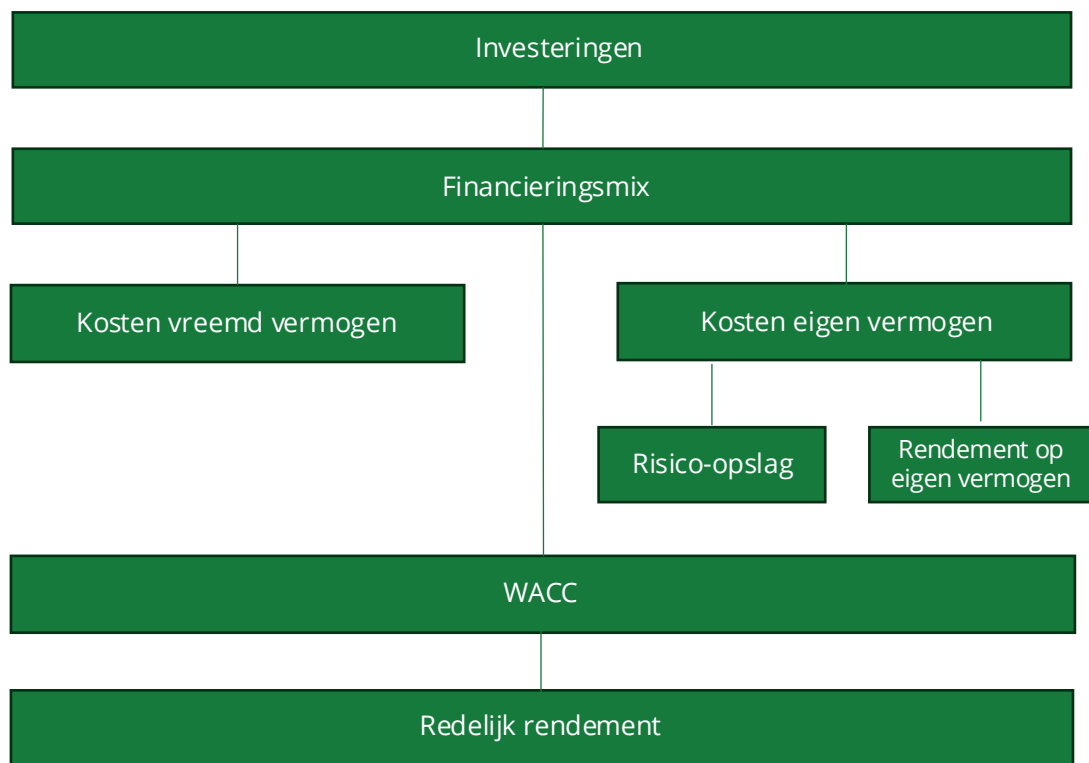 Investeringen
Financieringsmix
Kosten vreemd vermogen
Kosten eigen vermogen
Risico-opslag
Rendement op
eigen vermogen
WACC
Redelijk rendement